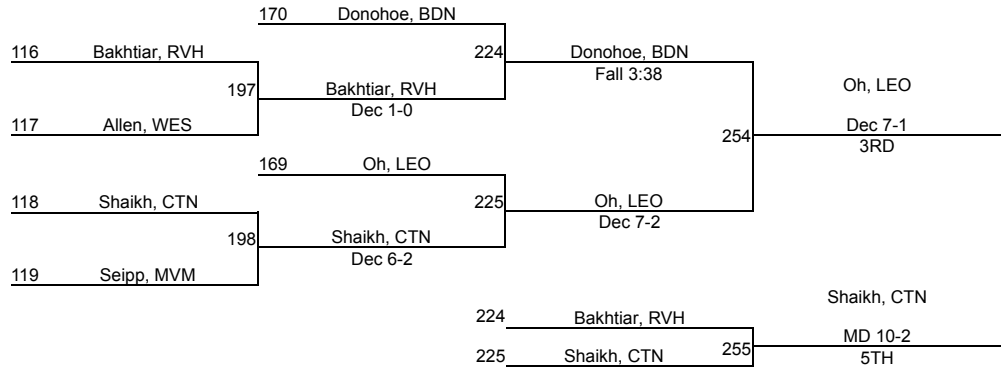 170 Donohoe, BDN
116 Bakhtiar, RVH
224 Donohoe, BDN
Fall 3:38
197 Bakhtiar, RVH
Dec 1-0
Oh, LEO
117 Allen, WES
254 Dec 7-1
3RD
169 Oh, LEO
118 Shaikh, CTN
225 Oh, LEO
Dec 7-2
198 Shaikh, CTN
Dec 6-2
119 Seipp, MVM
Shaikh, CTN
224 Bakhtiar, RVH
MD 10-2
225 Shaikh, CTN 255
5TH